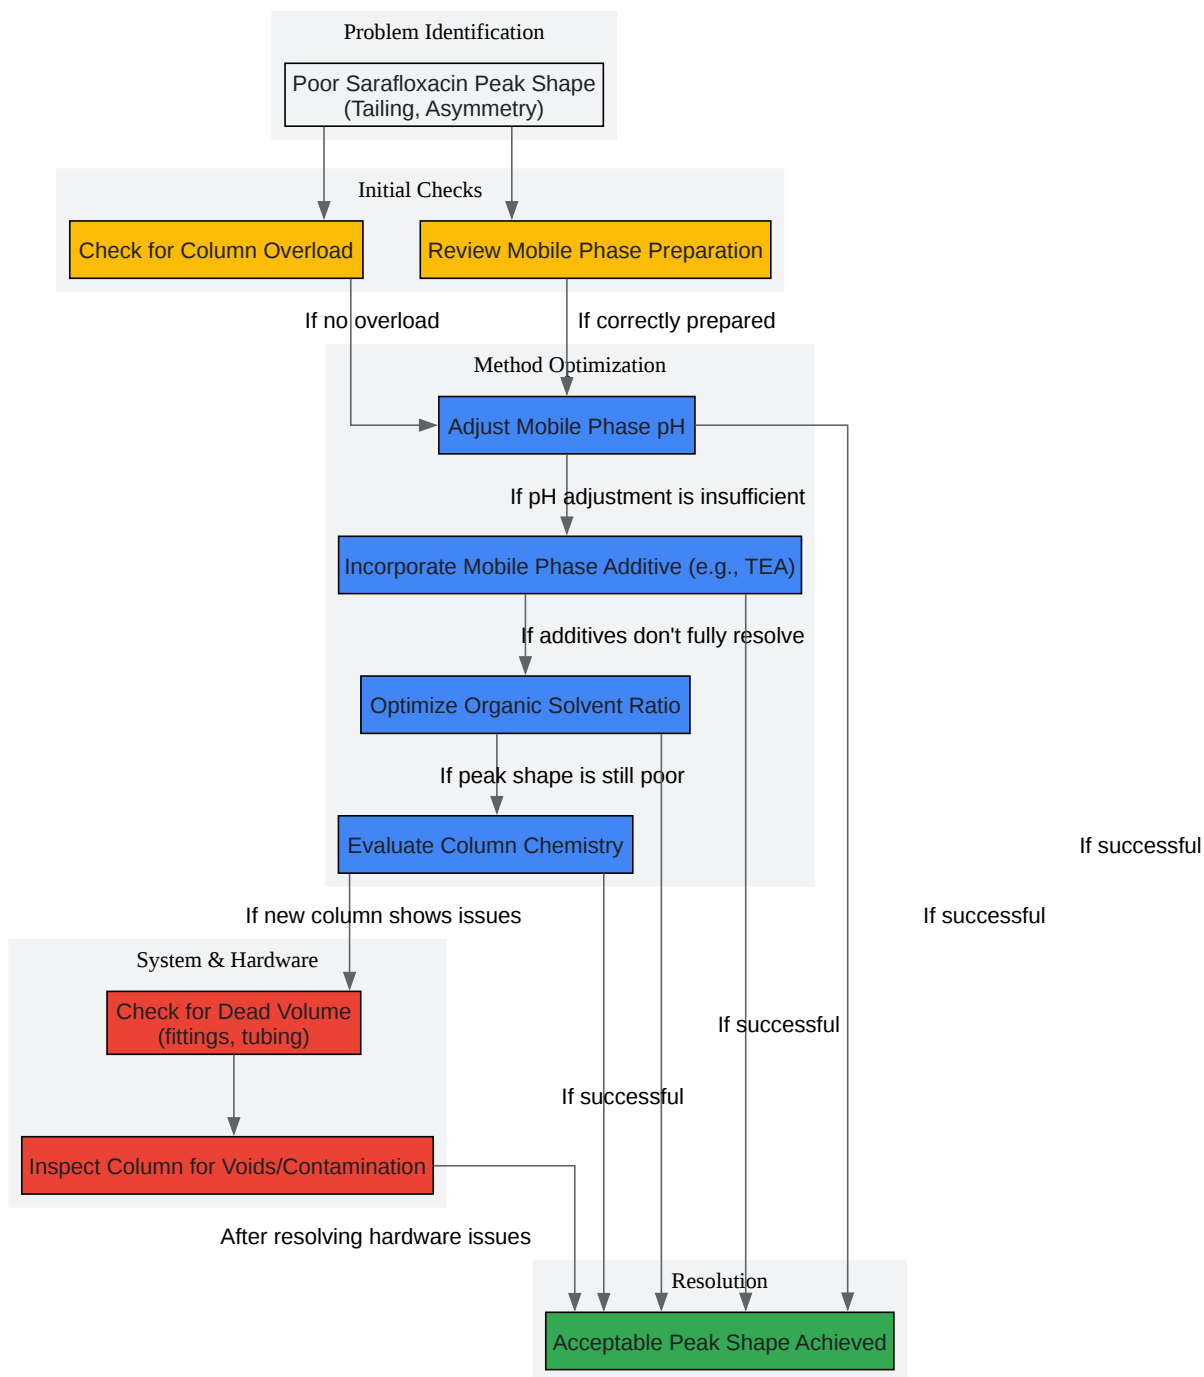 Problem Identification
Poor Sarafloxacin Peak Shape
(Tailing, Asymmetry)
Initial Checks
Check for Column Overload
Review Mobile Phase Preparation
If no overload
If correctly prepared
Method Optimization
Adjust Mobile Phase pH
If pH adjustment is insufficient
Incorporate Mobile Phase Additive (e.g., TEA)
If additives don't fully resolve
Optimize Organic Solvent Ratio
If peak shape is still poor
Evaluate Column Chemistry
If successful
If new column shows issues
If successful
System & Hardware
Check for Dead Volume
(fittings, tubing)
If successful
If successful
Inspect Column for Voids/Contamination
After resolving hardware issues
Resolution
Acceptable Peak Shape Achieved